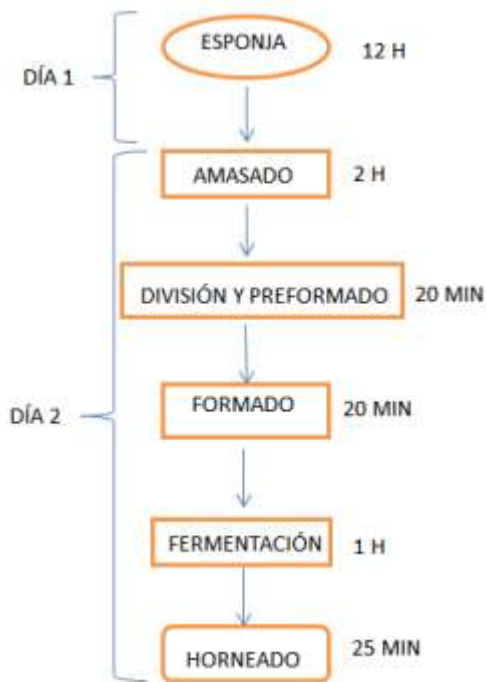 ESPONJA
12 H
DÍA 1
AMASADO
2 H
DIVISIÓN Y PREFORMADO
20 MIN
FORMADO
20 MIN
DÍA 2
FERMENTACIÓN
1 H
HORNEADO
25 MIN